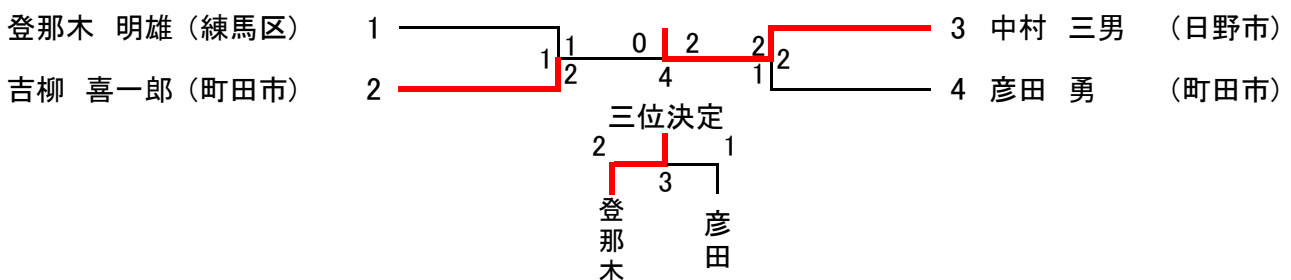 登那木 明雄（練馬区） 1
吉柳 喜一郎（町田市） 2
1
1
2
0
2
4
2
2
1
3 中村 三男 （日野市）
4 彦田 勇 （町田市）
三位決定
2
1
3
登那木
彦田